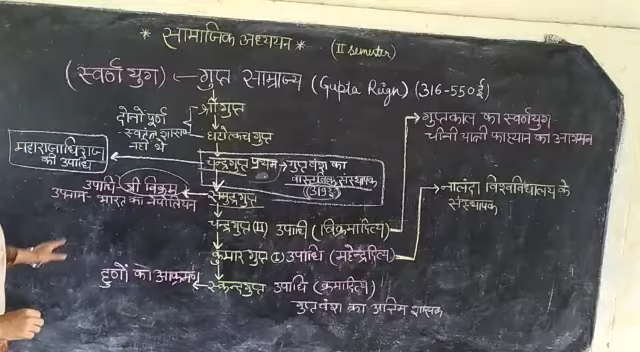 * सामाजिक अध्ययन *
(II semester)
(स्वर्ण युग) ← गुप्त साम्राज्य (Gupta Reign) (316-550 ई)
श्री गुप्त
दोनों पूर्ण
स्वतंत्र शासक
नहीं थे
घटोत्कच गुप्त
→ गुप्तकाल का स्वर्णयुग
चीनी यात्री फाह्यान का आगमन
महाराजाधिराज
की उपाधि
चन्द्रगुप्त प्रथम → गुप्त वंश का
वास्तविक संस्थापक
उपाधि - श्री विक्रम
उपनाम - भारत का नेपोलियन
समुद्रगुप्त
→ नालंदा विश्वविद्यालय के
संस्थापक
चन्द्रगुप्त (II) उपाधि (विक्रमादित्य)
कुमार गुप्त (I) उपाधि (महेन्द्रदित्य)
हुणों का आक्रमण
स्कन्दगुप्त उपाधि (क्रमादित्य)
गुप्त वंश का अन्तिम शासक